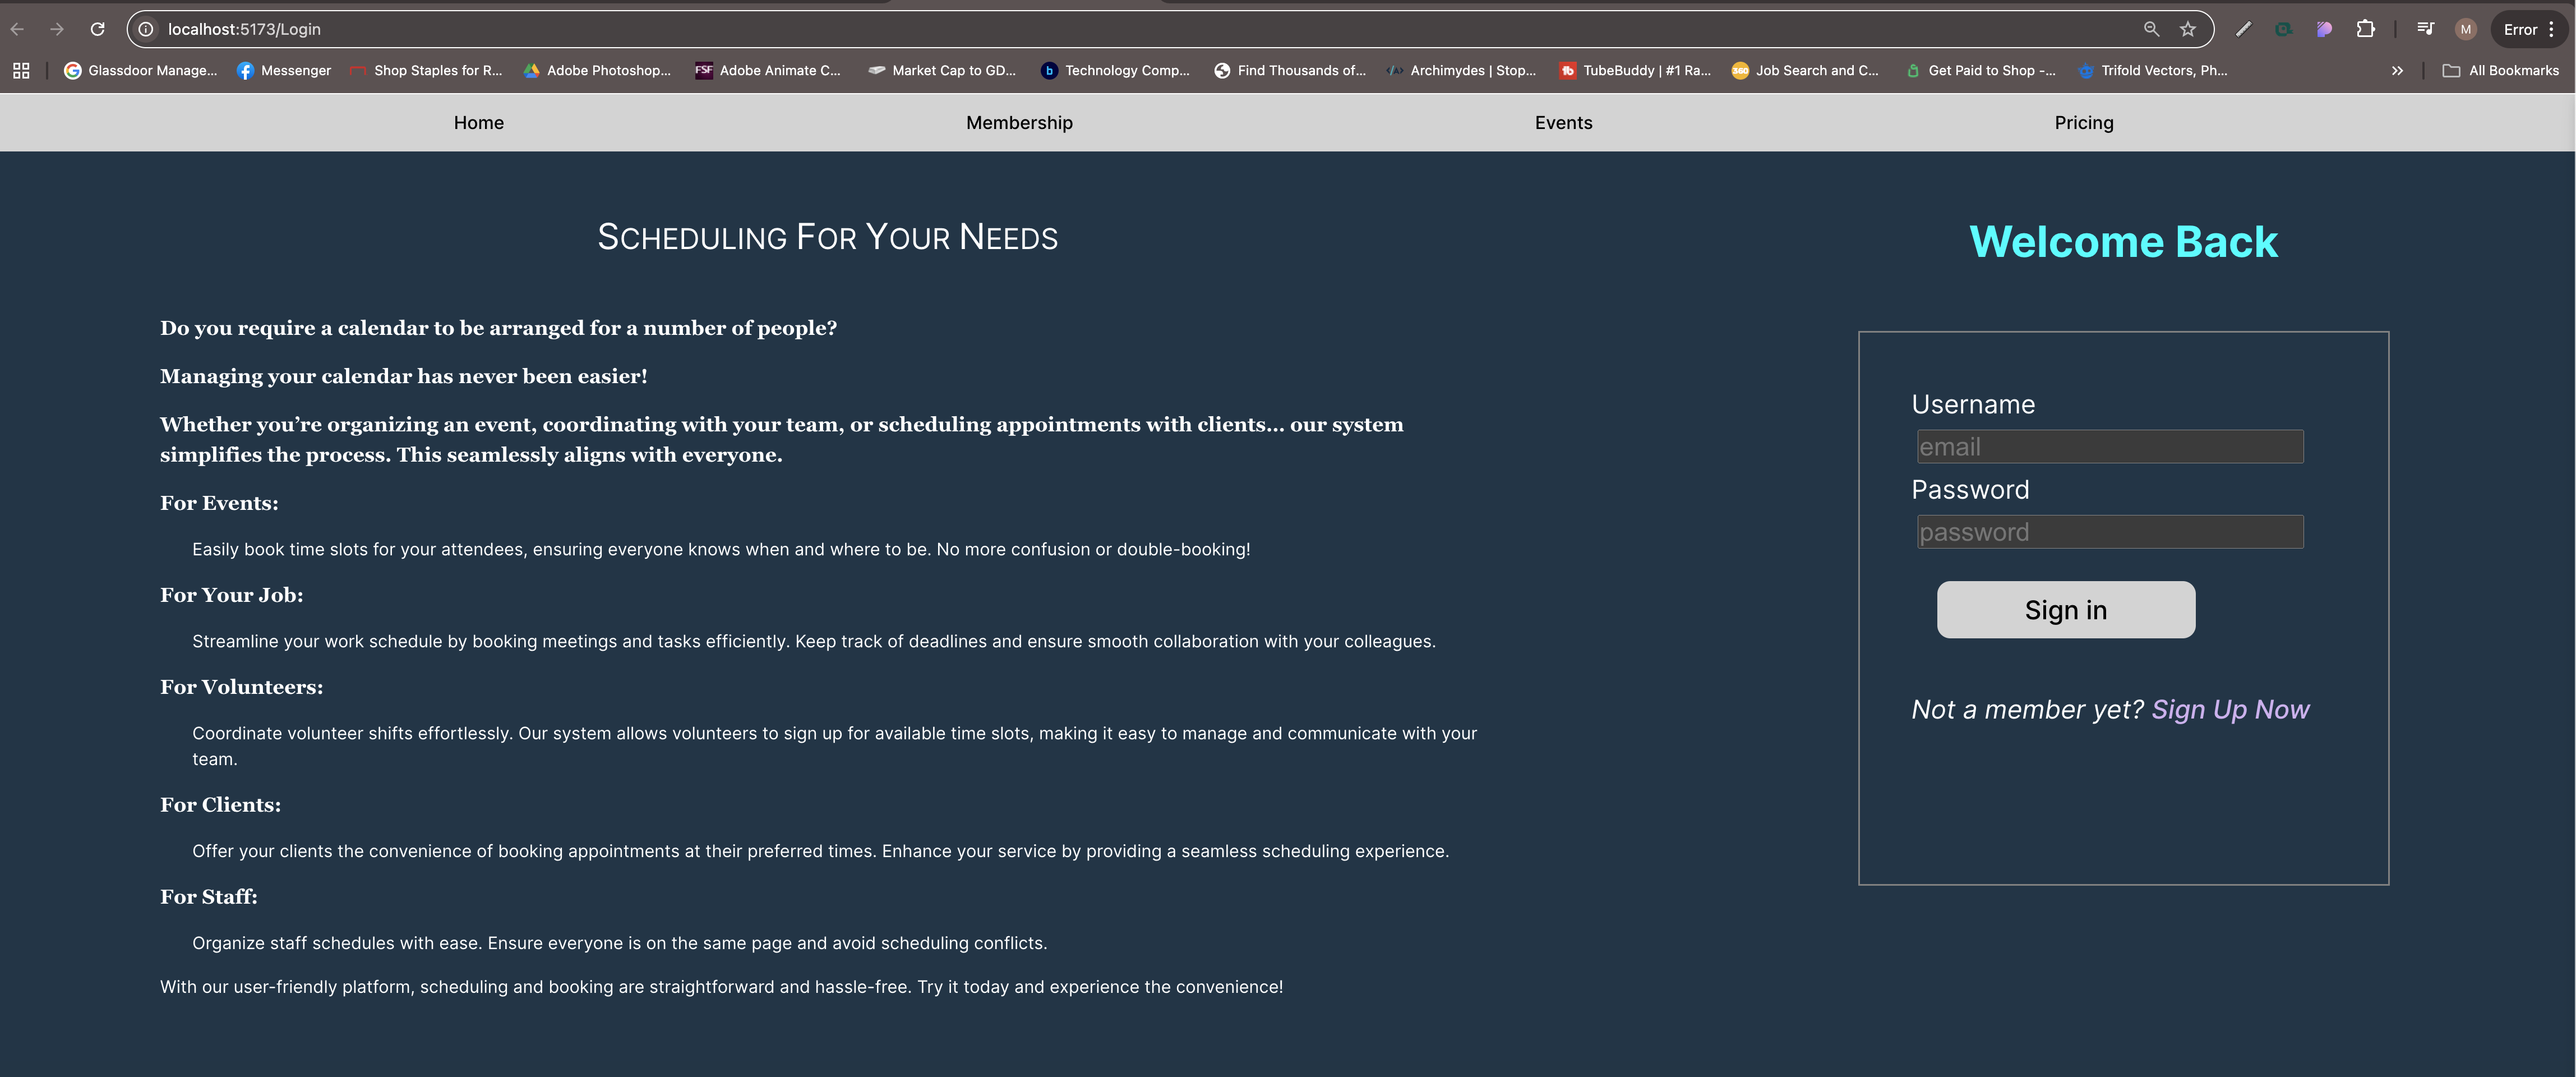 localhost:5173/Login
M
Error
Glassdoor Manage...
Messenger
Shop Staples for R...
Adobe Photoshop...
FSF
Adobe Animate C...
Market Cap to GD...
b
Technology Comp...
Find Thousands of...
Archimydes | Stop...
TubeBuddy | #1 Ra...
360
Job Search and C...
Get Paid to Shop -...
Trifold Vectors, Ph...
All Bookmarks
Home
Membership
Events
Pricing
Scheduling For Your Needs
Do you require a calendar to be arranged for a number of people?
Managing your calendar has never been easier!
Whether you’re organizing an event, coordinating with your team, or scheduling appointments with clients... our system
simplifies the process. This seamlessly aligns with everyone.
For Events:
Easily book time slots for your attendees, ensuring everyone knows when and where to be. No more confusion or double-booking!
For Your Job:
Streamline your work schedule by booking meetings and tasks efficiently. Keep track of deadlines and ensure smooth collaboration with your colleagues.
For Volunteers:
Coordinate volunteer shifts effortlessly. Our system allows volunteers to sign up for available time slots, making it easy to manage and communicate with your
team.
For Clients:
Offer your clients the convenience of booking appointments at their preferred times. Enhance your service by providing a seamless scheduling experience.
For Staff:
Organize staff schedules with ease. Ensure everyone is on the same page and avoid scheduling conflicts.
With our user-friendly platform, scheduling and booking are straightforward and hassle-free. Try it today and experience the convenience!
Welcome Back
Username
email
Password
password
Sign in
Not a member yet? Sign Up Now